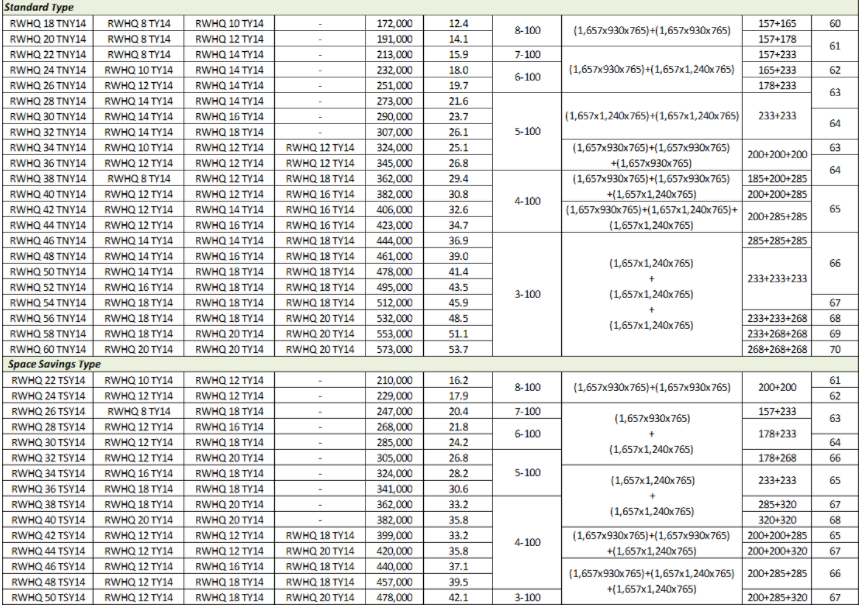 Standard Type
RWHQ 18 TNY14 RWHQ 8 TY14 RWHQ 10 TY14 - 172,000 12.4 8-100 (1,657x930x765)+(1,657x930x765) 157+165 60
RWHQ 20 TNY14 RWHQ 8 TY14 RWHQ 12 TY14 - 191,000 14.1 157+178 61
RWHQ 22 TNY14 RWHQ 8 TY14 RWHQ 14 TY14 - 213,000 15.9 7-100 (1,657x930x765)+(1,657x1,240x765) 157+233
RWHQ 24 TNY14 RWHQ 10 TY14 RWHQ 14 TY14 - 232,000 18.0 6-100 165+233 62
RWHQ 26 TNY14 RWHQ 12 TY14 RWHQ 14 TY14 - 251,000 19.7 178+233 63
RWHQ 28 TNY14 RWHQ 14 TY14 RWHQ 14 TY14 - 273,000 21.6 5-100 (1,657x1,240x765)+(1,657x1,240x765) 233+233
RWHQ 30 TNY14 RWHQ 14 TY14 RWHQ 16 TY14 - 290,000 23.7 64
RWHQ 32 TNY14 RWHQ 14 TY14 RWHQ 18 TY14 - 307,000 26.1
RWHQ 34 TNY14 RWHQ 10 TY14 RWHQ 12 TY14 RWHQ 12 TY14 324,000 25.1 (1,657x930x765)+(1,657x930x765) 200+200+200 63
RWHQ 36 TNY14 RWHQ 12 TY14 RWHQ 12 TY14 RWHQ 12 TY14 345,000 26.8 +(1,657x930x765) 64
RWHQ 38 TNY14 RWHQ 8 TY14 RWHQ 12 TY14 RWHQ 18 TY14 362,000 29.4 4-100 (1,657x930x765)+(1,657x930x765) 185+200+285
RWHQ 40 TNY14 RWHQ 12 TY14 RWHQ 12 TY14 RWHQ 16 TY14 382,000 30.8 +(1,657x1,240x765) 200+200+285 65
RWHQ 42 TNY14 RWHQ 12 TY14 RWHQ 14 TY14 RWHQ 16 TY14 406,000 32.6 (1,657x930x765)+(1,657x1,240x765)+ 200+285+285
RWHQ 44 TNY14 RWHQ 12 TY14 RWHQ 16 TY14 RWHQ 16 TY14 423,000 34.7 (1,657x1,240x765)
RWHQ 46 TNY14 RWHQ 14 TY14 RWHQ 14 TY14 RWHQ 18 TY14 444,000 36.9 3-100 285+285+285 66
RWHQ 48 TNY14 RWHQ 14 TY14 RWHQ 16 TY14 RWHQ 18 TY14 461,000 39.0 (1,657x1,240x765) 233+233+233
RWHQ 50 TNY14 RWHQ 14 TY14 RWHQ 18 TY14 RWHQ 18 TY14 478,000 41.4 +
RWHQ 52 TNY14 RWHQ 16 TY14 RWHQ 18 TY14 RWHQ 18 TY14 495,000 43.5 (1,657x1,240x765)
RWHQ 54 TNY14 RWHQ 18 TY14 RWHQ 18 TY14 RWHQ 18 TY14 512,000 45.9 + 67
RWHQ 56 TNY14 RWHQ 18 TY14 RWHQ 18 TY14 RWHQ 20 TY14 532,000 48.5 (1,657x1,240x765) 233+233+268 68
RWHQ 58 TNY14 RWHQ 18 TY14 RWHQ 20 TY14 RWHQ 20 TY14 553,000 51.1 233+268+268 69
RWHQ 60 TNY14 RWHQ 20 TY14 RWHQ 20 TY14 RWHQ 20 TY14 573,000 53.7 268+268+268 70
Space Savings Type
RWHQ 22 TSY14 RWHQ 10 TY14 RWHQ 12 TY14 - 210,000 16.2 8-100 (1,657x930x765)+(1,657x930x765) 200+200 61
RWHQ 24 TSY14 RWHQ 12 TY14 RWHQ 12 TY14 - 229,000 17.9 62
RWHQ 26 TSY14 RWHQ 8 TY14 RWHQ 18 TY14 - 247,000 20.4 7-100 (1,657x930x765) 157+233 63
RWHQ 28 TSY14 RWHQ 12 TY14 RWHQ 16 TY14 - 268,000 21.8 6-100 + 178+233
RWHQ 30 TSY14 RWHQ 12 TY14 RWHQ 18 TY14 - 285,000 24.2 (1,657x1,240x765) 64
RWHQ 32 TSY14 RWHQ 12 TY14 RWHQ 20 TY14 - 305,000 26.8 5-100 178+268 66
RWHQ 34 TSY14 RWHQ 16 TY14 RWHQ 18 TY14 - 324,000 28.2 (1,657x1,240x765) 233+233 65
RWHQ 36 TSY14 RWHQ 18 TY14 RWHQ 18 TY14 - 341,000 30.6 +
RWHQ 38 TSY14 RWHQ 18 TY14 RWHQ 20 TY14 - 362,000 33.2 4-100 (1,657x1,240x765) 285+320 67
RWHQ 40 TSY14 RWHQ 20 TY14 RWHQ 20 TY14 - 382,000 35.8 320+320 68
RWHQ 42 TSY14 RWHQ 12 TY14 RWHQ 12 TY14 RWHQ 18 TY14 399,000 33.2 (1,657x930x765)+(1,657x930x765) 200+200+285 65
RWHQ 44 TSY14 RWHQ 12 TY14 RWHQ 12 TY14 RWHQ 20 TY14 420,000 35.8 +(1,657x1,240x765) 200+200+320 67
RWHQ 46 TSY14 RWHQ 12 TY14 RWHQ 16 TY14 RWHQ 18 TY14 440,000 37.1 (1,657x930x765)+(1,657x1,240x765) 200+285+285 66
RWHQ 48 TSY14 RWHQ 12 TY14 RWHQ 18 TY14 RWHQ 18 TY14 457,000 39.5 +(1,657x1,240x765)
RWHQ 50 TSY14 RWHQ 12 TY14 RWHQ 18 TY14 RWHQ 20 TY14 478,000 42.1 3-100 200+285+320 67